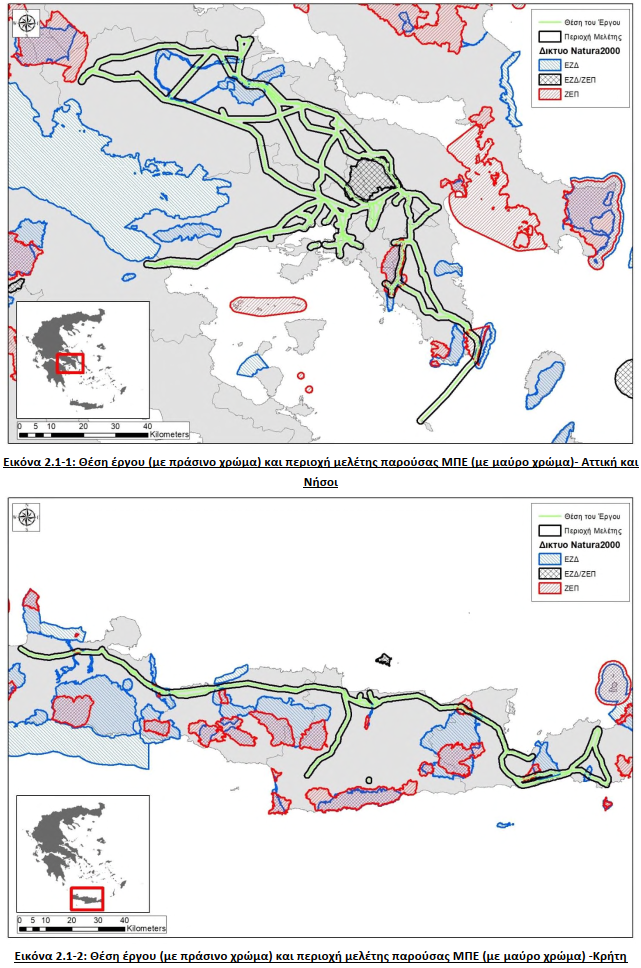 Θέση του Έργου
Περιοχή Μελέτης
Δικτυο Natura2000
ΕΖΔ
ΕΖΔ/ΖΕΠ
ΖΕΠ
0 5 10 20 30 40
Kilometers
Εικόνα 2.1-1: Θέση έργου (με πράσινο χρώμα) και περιοχή μελέτης παρούσας ΜΠΕ (με μαύρο χρώμα)- Αττική και
Νήσοι
Θέση του Έργου
Περιοχή Μελέτης
Δικτυο Natura2000
ΕΖΔ
ΕΖΔ/ΖΕΠ
ΖΕΠ
0 5 10 20 30 40
Kilometers
Εικόνα 2.1-2: Θέση έργου (με πράσινο χρώμα) και περιοχή μελέτης παρούσας ΜΠΕ (με μαύρο χρώμα) -Κρήτη